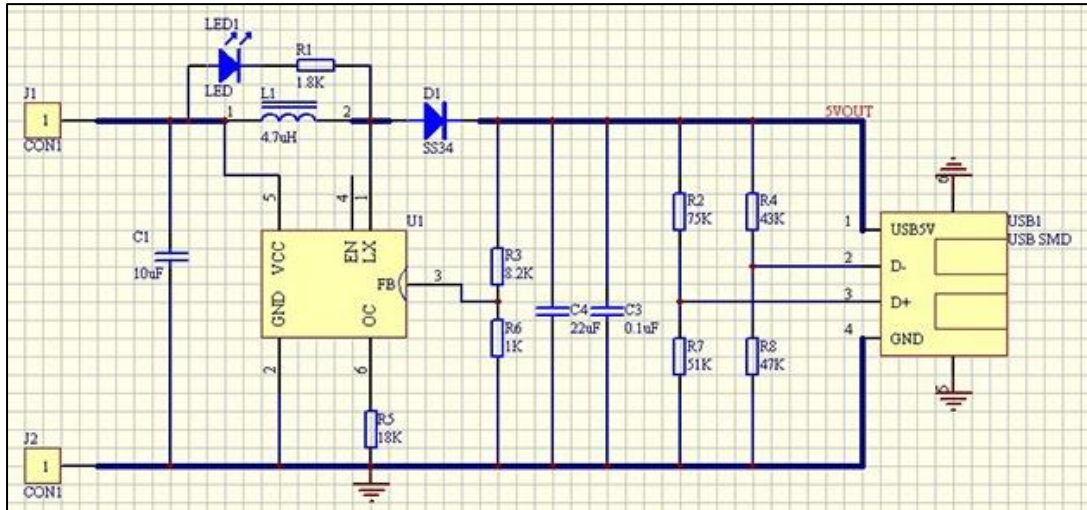 LED1
LED
R1
1.8K
J1
1
CON1
1
L1
2
4.7uH
D1
SS34
5VOUT
5
4
1
U1
VCC
EN
LX
FB
3
GND
OC
2
6
C1
10uF
R3
8.2K
R6
1K
R5
18K
C4
22uF
C3
0.1uF
R2
75K
R4
43K
R7
51K
R8
47K
1
2
3
4
6
USB1
USB SMD
USB5V
D-
D+
GND
5
J2
1
CON1